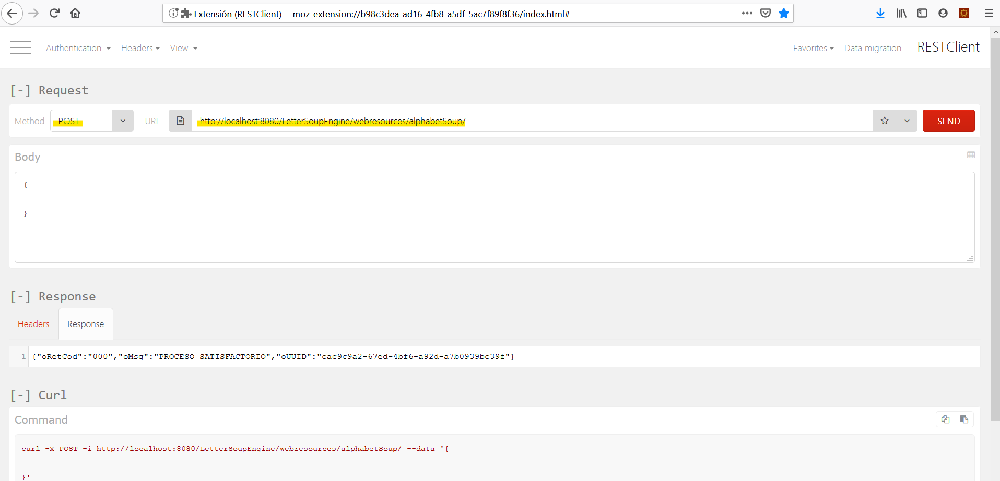 Extensión (RESTClient) moz-extension://b98c3dea-ad16-4fb8-a5df-5ac7f89f8f36/index.html#
Authentication Headers View Favorites Data migration RESTClient
[-] Request
Method POST URL http://localhost:8080/LetterSoupEngine/webresources/alphabetSoup/ SEND
Body
{
}
[-] Response
Headers Response
1 {"oRetCod":"000","oMsg":"PROCESO SATISFACTORIO","oUUID":"cac9c9a2-67ed-4bf6-a92d-a7b0939bc39f"}
[-] Curl
Command
curl -X POST -i http://localhost:8080/LetterSoupEngine/webresources/alphabetSoup/ --data '{
}'